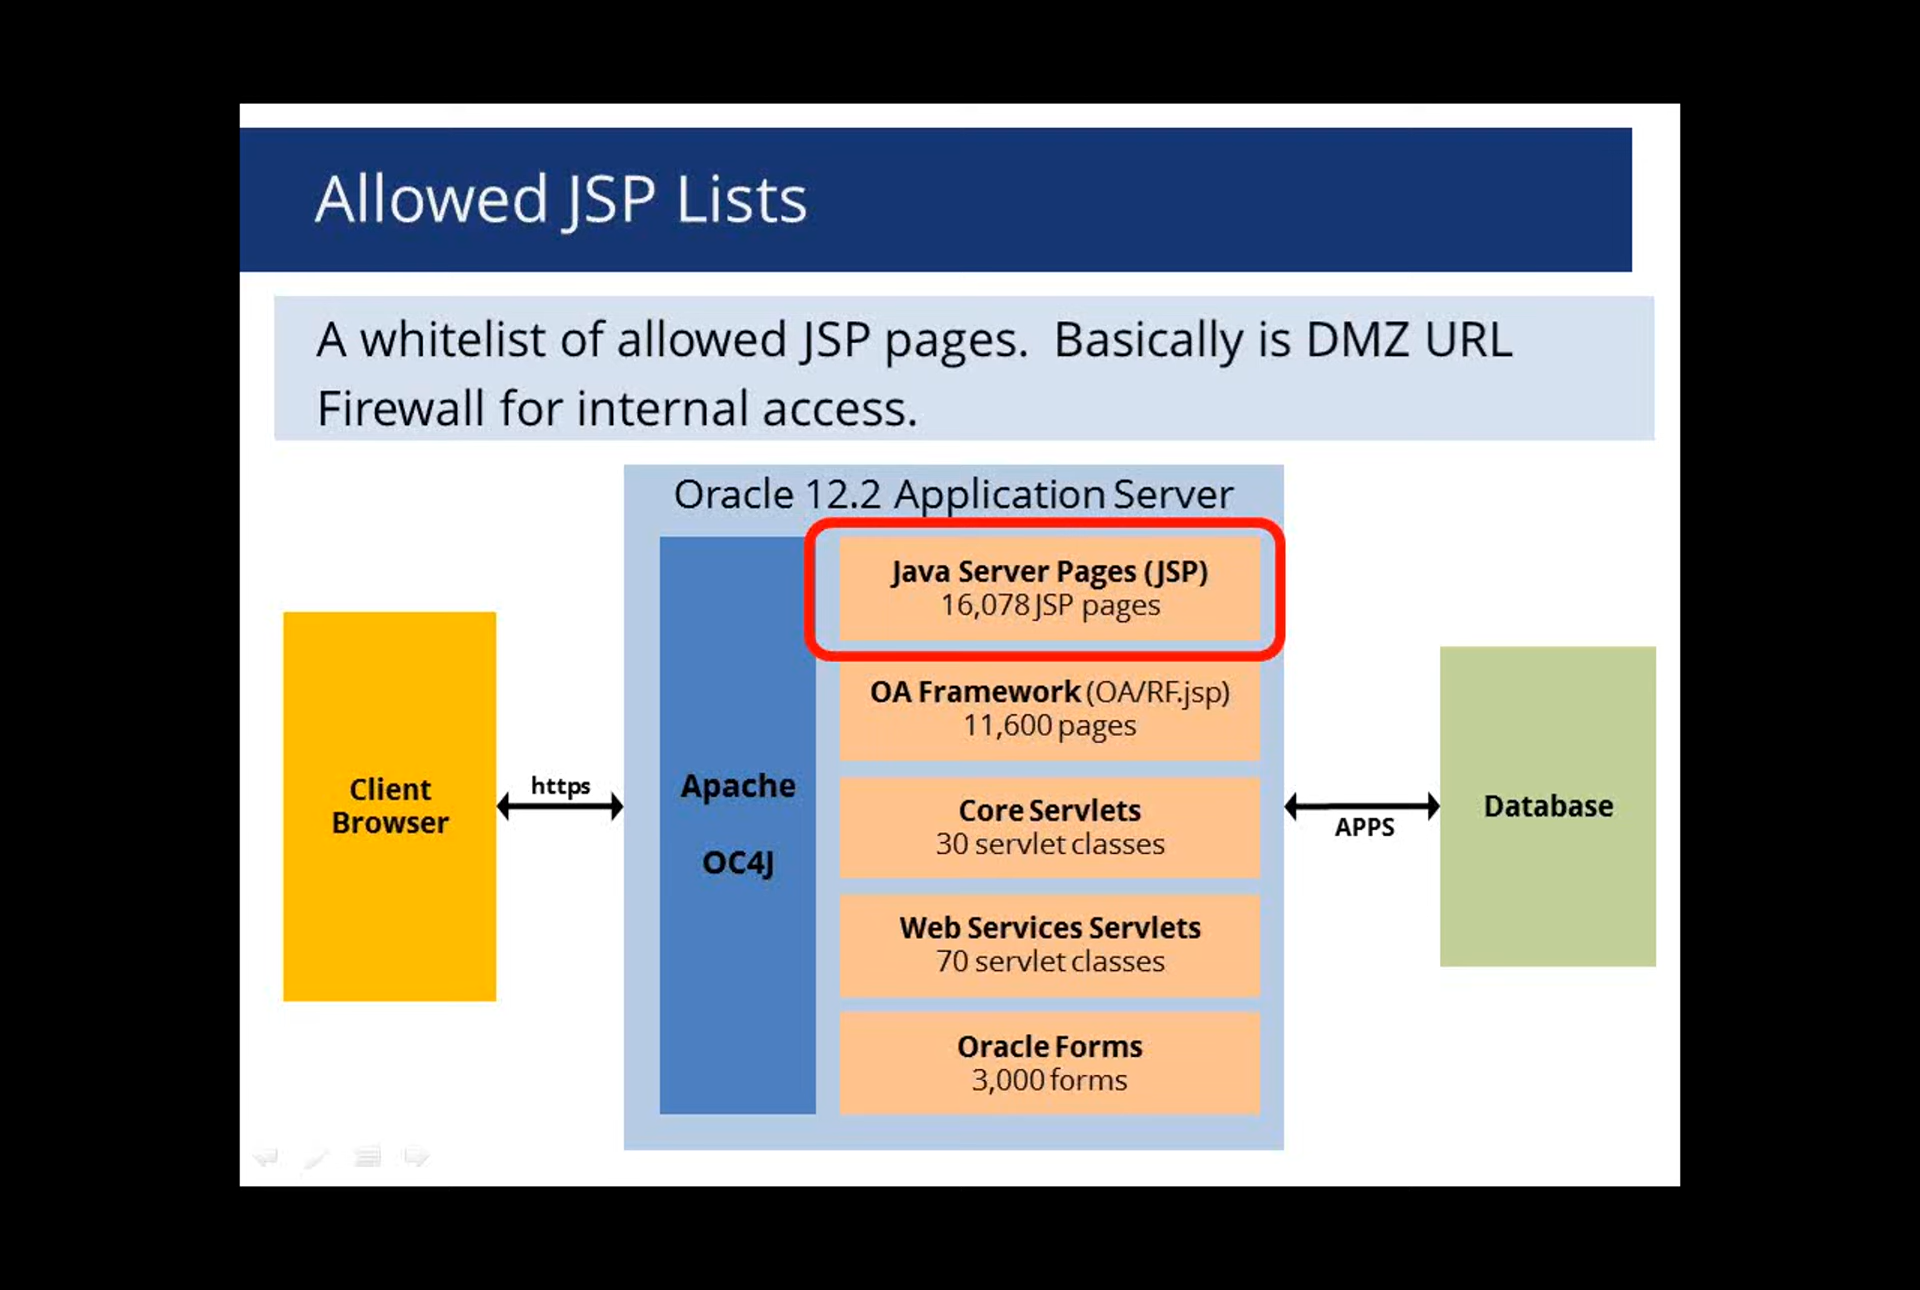 Allowed JSP Lists
A whitelist of allowed JSP pages.  Basically is DMZ URL
Firewall for internal access.
Oracle 12.2 Application Server
Java Server Pages (JSP)
16,078 JSP pages
OA Framework (OA/RF.jsp)
11,600 pages
Core Servlets
30 servlet classes
Web Services Servlets
70 servlet classes
Oracle Forms
3,000 forms
Apache
OC4J
Client
Browser
https
APPS
Database